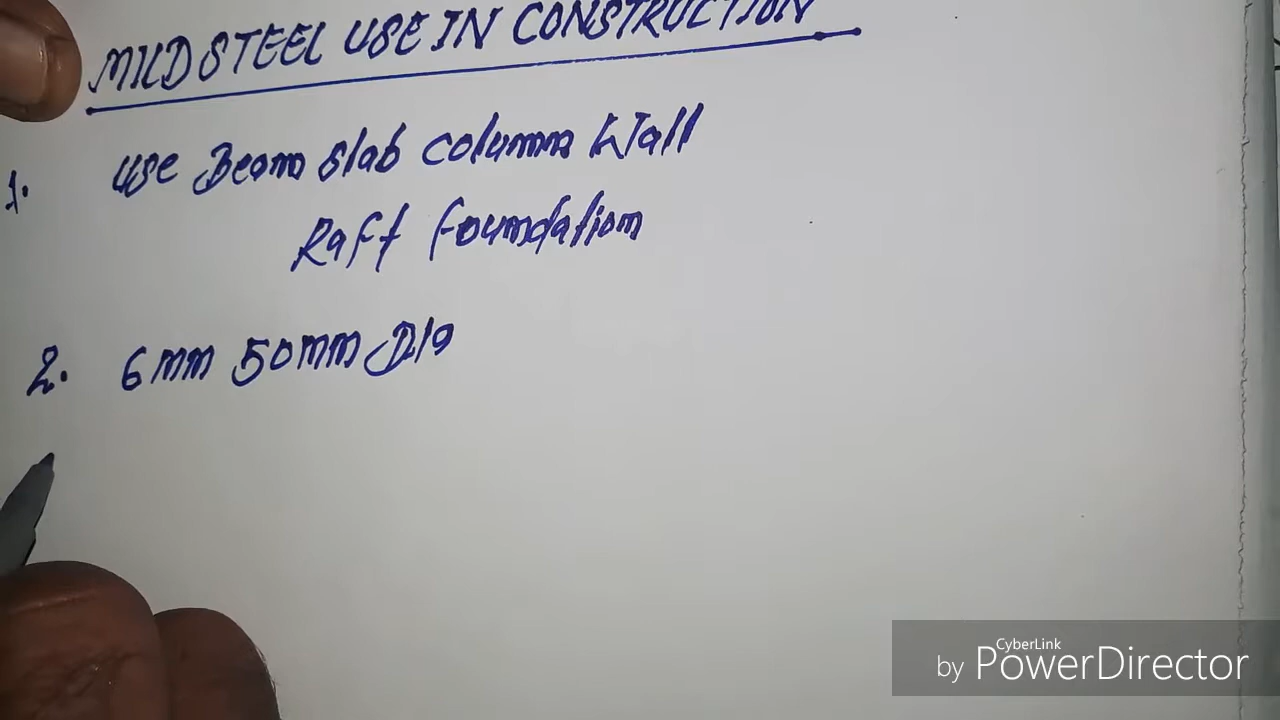 MILD STEEL USE IN CONSTRUCTION
1. Use Beam Slab column Wall
Raft foundation
2. 6mm 50mm Dia
CyberLink
by PowerDirector